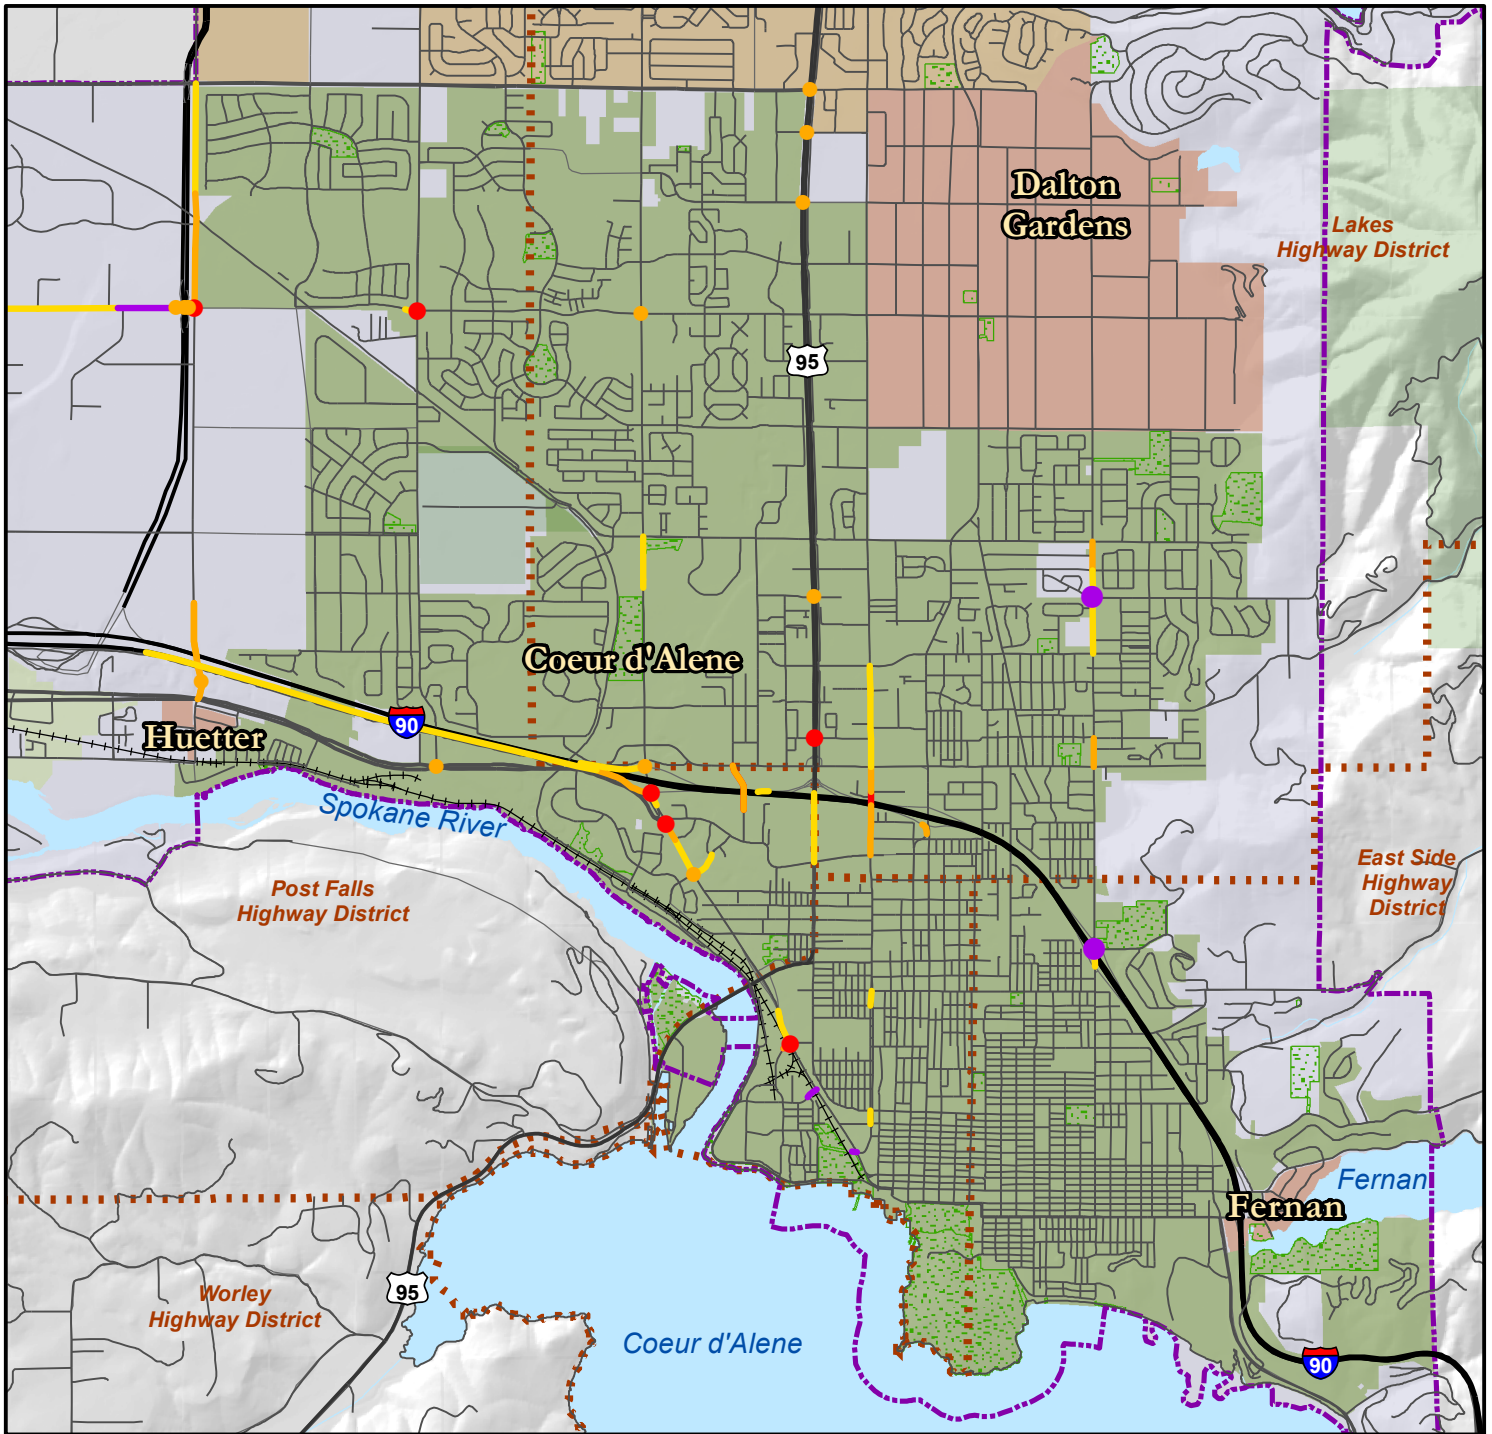 Dalton
Gardens
Lakes
Highway District
95
Coeur d'Alene
90
Huetter
Spokane River
Post Falls
Highway District
East Side
Highway
District
Fernan
Fernan
95
Worley
Highway District
Coeur d'Alene
90